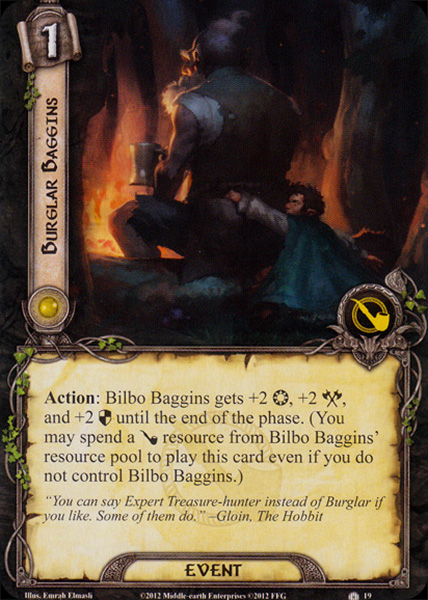 1
BURGLAR BAGGINS
Action: Bilbo Baggins gets +2 , +2 ,
and +2 until the end of the phase. (You
may spend a resource from Bilbo Baggins’
resource pool to play this card even if you do
not control Bilbo Baggins.)
“You can say Expert Treasure-hunter instead of Burglar if
you like. Some of them do.” –Gloin, The Hobbit
EVENT
Illus. Emrah Elmasli ©2012 Middle-earth Enterprises ©2012 FFG 19